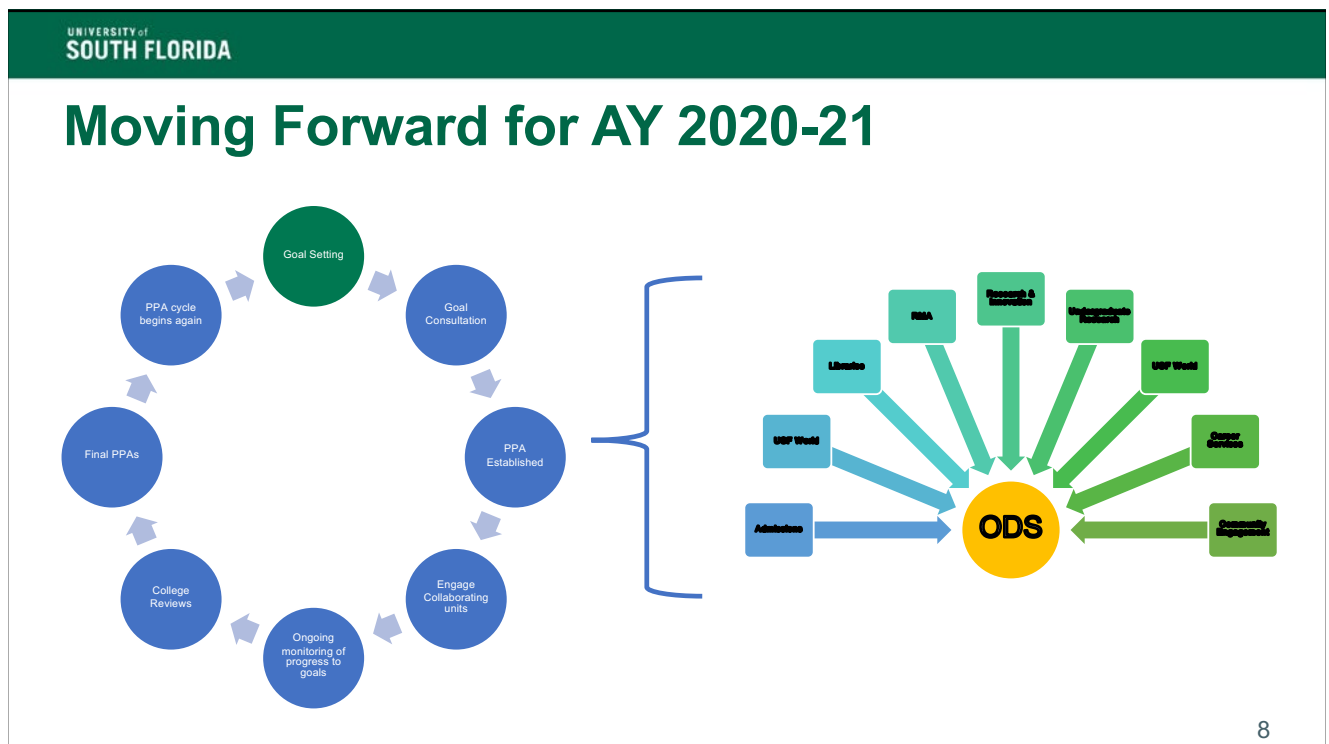 UNIVERSITY of
SOUTH FLORIDA
Moving Forward for AY 2020-21
Goal Setting
Goal
Consultation
PPA
Established
Engage
Collaborating
units
Ongoing
monitoring of
progress to
goals
College
Reviews
Final PPAs
PPA cycle
begins again
Admissions
USF World
Libraries
RMA
Research &
Innovation
Undergraduate
Research
USF World
Career
Services
Community
Engagement
ODS
8